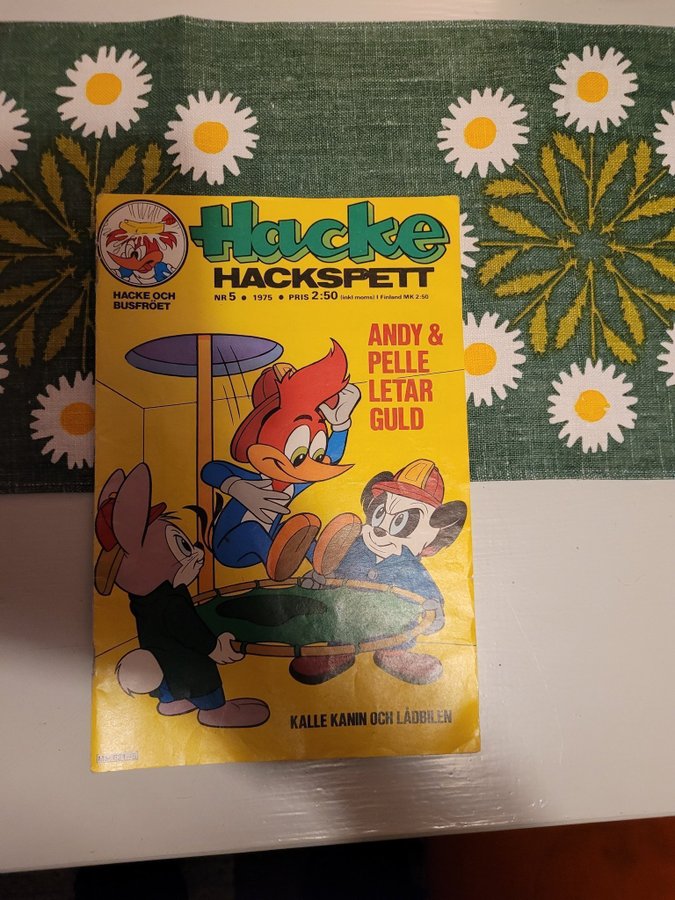 Hacke
HACKSPETT
NR 5 • 1975 • PRIS 2:50 (inkl moms) I Finland MK 2:50
HACKE OCH
BUSFRÖET
ANDY &
PELLE
LETAR
GULD
KALLE KANIN OCH LÅDBILEN